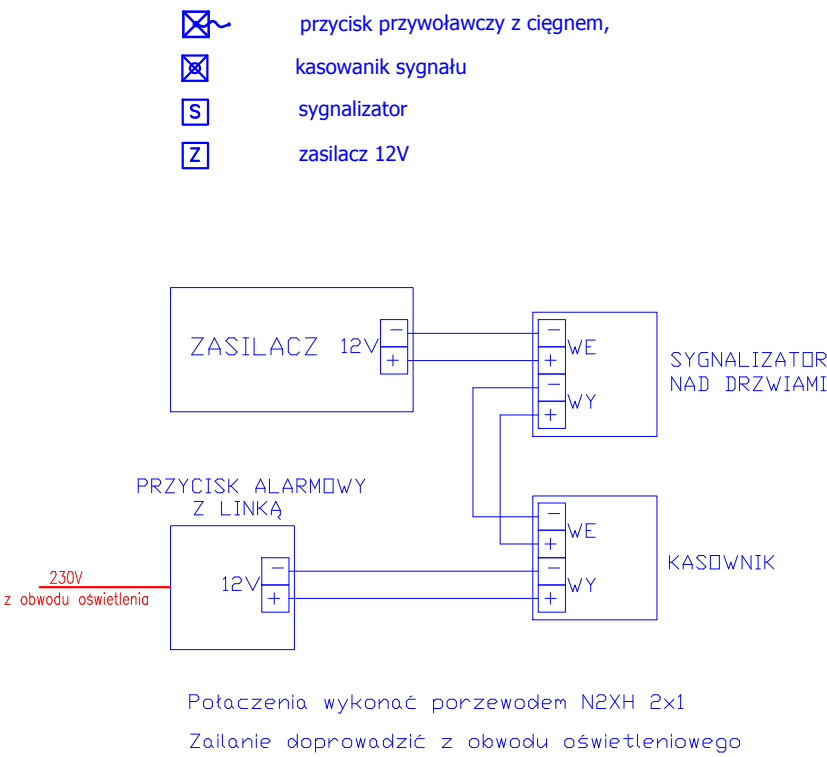 przycisk przywoławczy z cięgnem,
kasowanik sygnału
S sygnalizator
Z zasilacz 12V
ZASILACZ 12V - +
- + WE
- + WY
SYGNALIZATOR
NAD DRZWIAMI
PRZYCISK ALARMOWY
Z LINKĄ
- + WE
- + WY
KASOWNIK
12V - +
230V
z obwodu oświetlenia
Połaczenia wykonać porzewodem N2XH 2x1
Zailanie doprowadzić z obwodu oświetleniowego